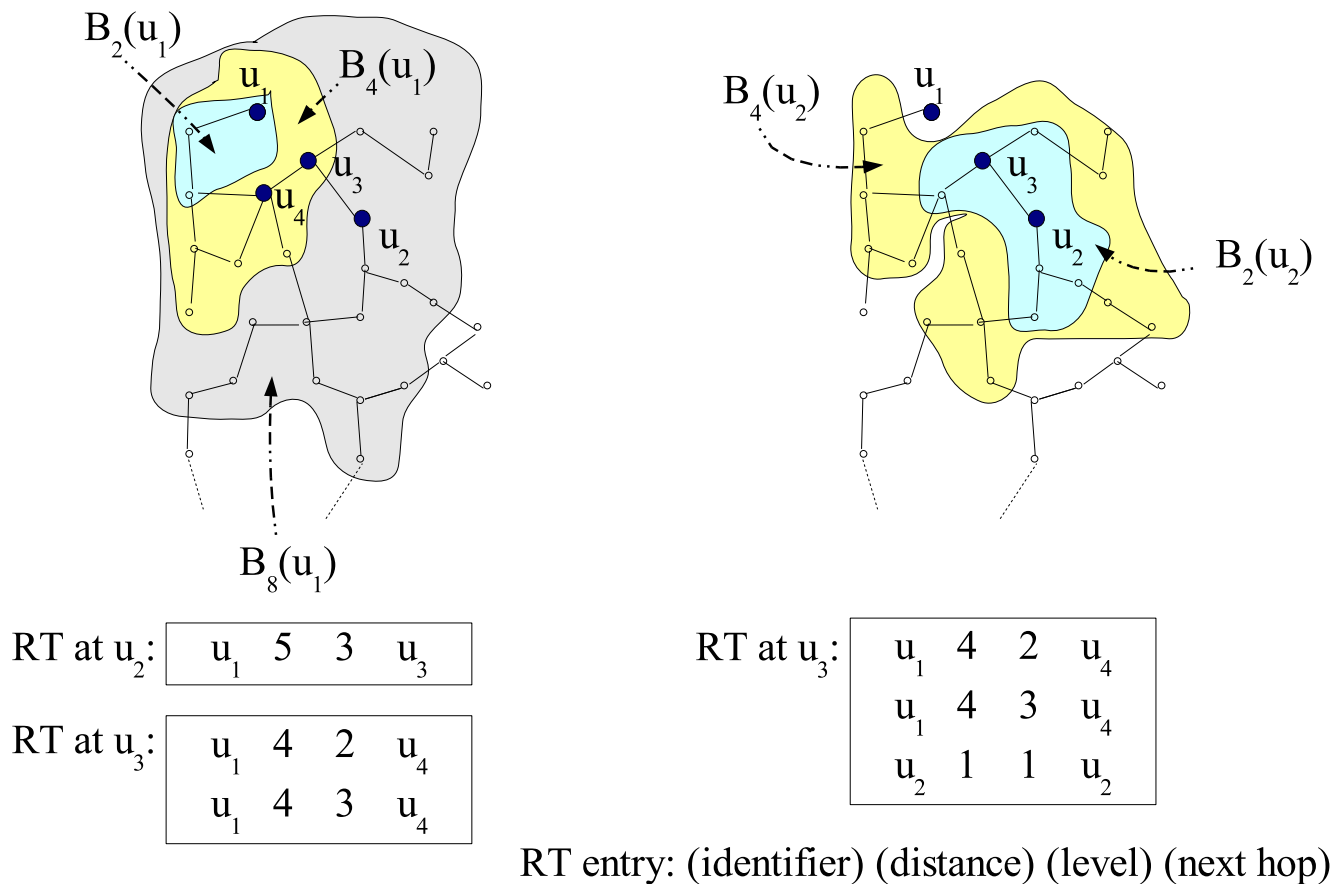 B₂(u₁)
B₄(u₁)
u₁
u₃
u₄
u₂
B₈(u₁)
B₄(u₂)
u₁
u₃
u₂
B₂(u₂)
RT at u₂: u₁ 5 3 u₃
RT at u₃: u₁ 4 2 u₄
u₁ 4 3 u₄
RT at u₃: u₁ 4 2 u₄
u₁ 4 3 u₄
u₂ 1 1 u₂
RT entry: (identifier) (distance) (level) (next hop)